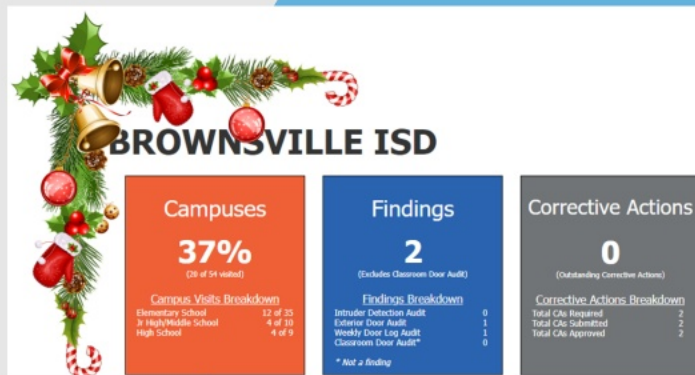 BROWNSVILLE ISD
Campuses
37%
(20 of 54 visited)
Campus Visits Breakdown
Elementary School 12 of 35
Jr High/Middle School 4 of 10
High School 4 of 9
Findings
2
(Excludes Classroom Door Audit)
Findings Breakdown
Intruder Detection Audit 0
Exterior Door Audit 1
Weekly Door Log Audit 1
Classroom Door Audit* 0
* Not a finding
Corrective Actions
0
(Outstanding Corrective Actions)
Corrective Actions Breakdown
Total CAs Required 2
Total CAs Submitted 2
Total CAs Approved 2